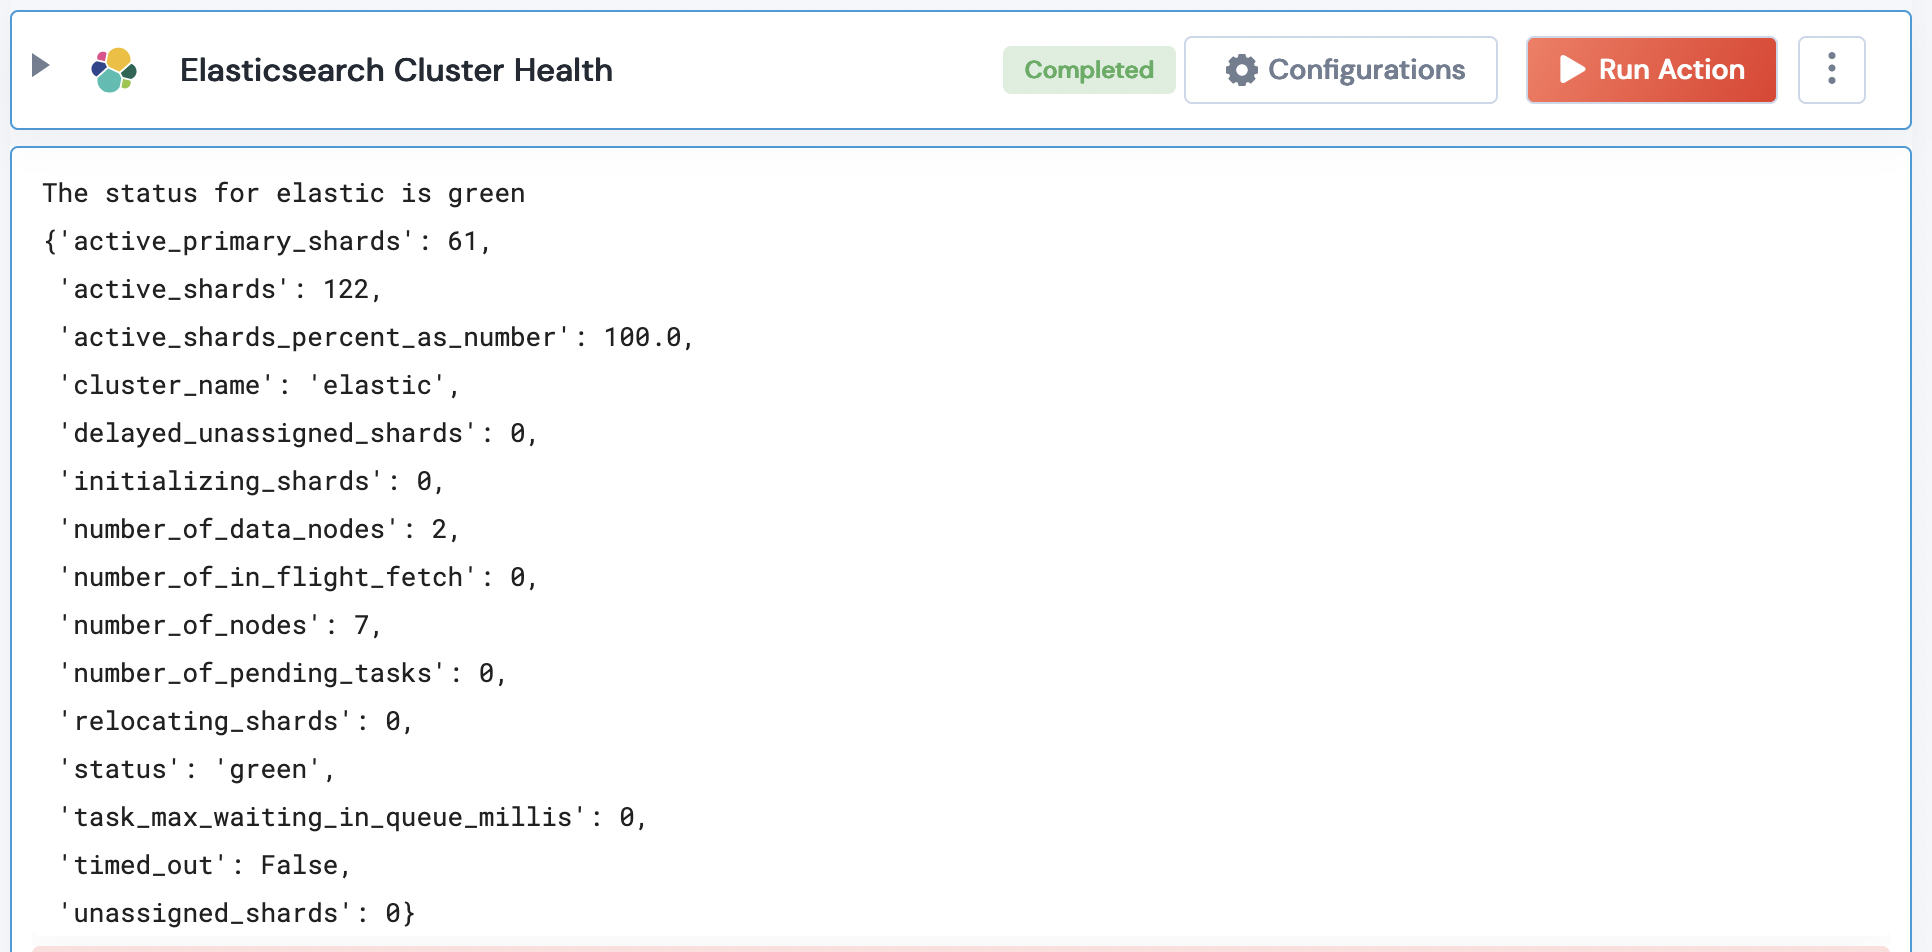 Elasticsearch Cluster Health
Completed
Configurations
Run Action
The status for elastic is green
{'active_primary_shards': 61,
 'active_shards': 122,
 'active_shards_percent_as_number': 100.0,
 'cluster_name': 'elastic',
 'delayed_unassigned_shards': 0,
 'initializing_shards': 0,
 'number_of_data_nodes': 2,
 'number_of_in_flight_fetch': 0,
 'number_of_nodes': 7,
 'number_of_pending_tasks': 0,
 'relocating_shards': 0,
 'status': 'green',
 'task_max_waiting_in_queue_millis': 0,
 'timed_out': False,
 'unassigned_shards': 0}